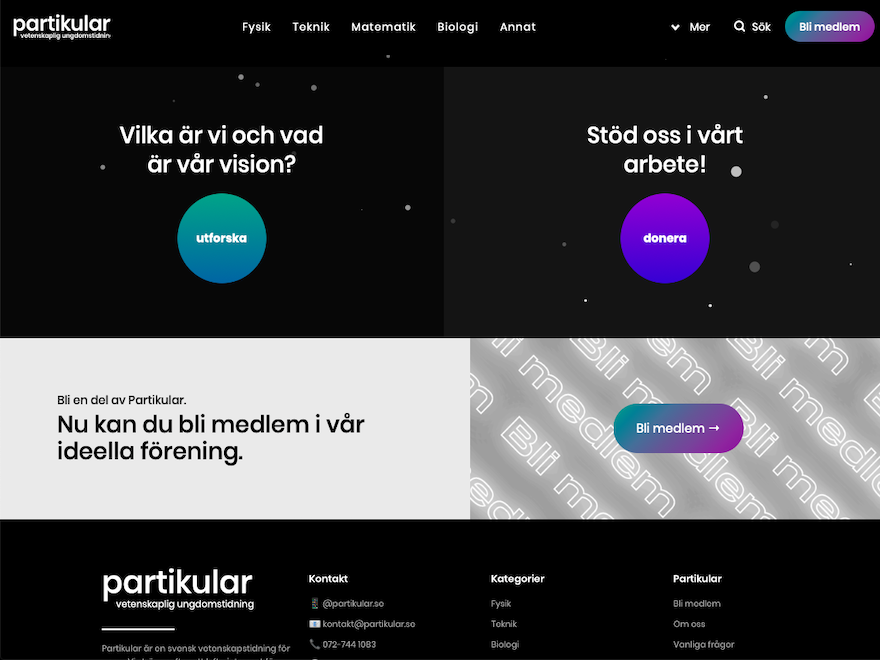 partikular
vetenskaplig ungdomstidning
Fysik Teknik Matematik Biologi Annat
Mer Sök Bli medlem
Vilka är vi och vad
är vår vision?
utforska
Stöd oss i vårt
arbete!
donera
Bli en del av Partikular.
Nu kan du bli medlem i vår
ideella förening.
Bli medlem
Bli medlem →
partikular
vetenskaplig ungdomstidning
Partikular är en svensk vetenskapstidning för
Kontakt
@partikular.se
kontakt@partikular.se
072-744 1083
Kategorier
Fysik
Teknik
Biologi
Partikular
Bli medlem
Om oss
Vanliga frågor